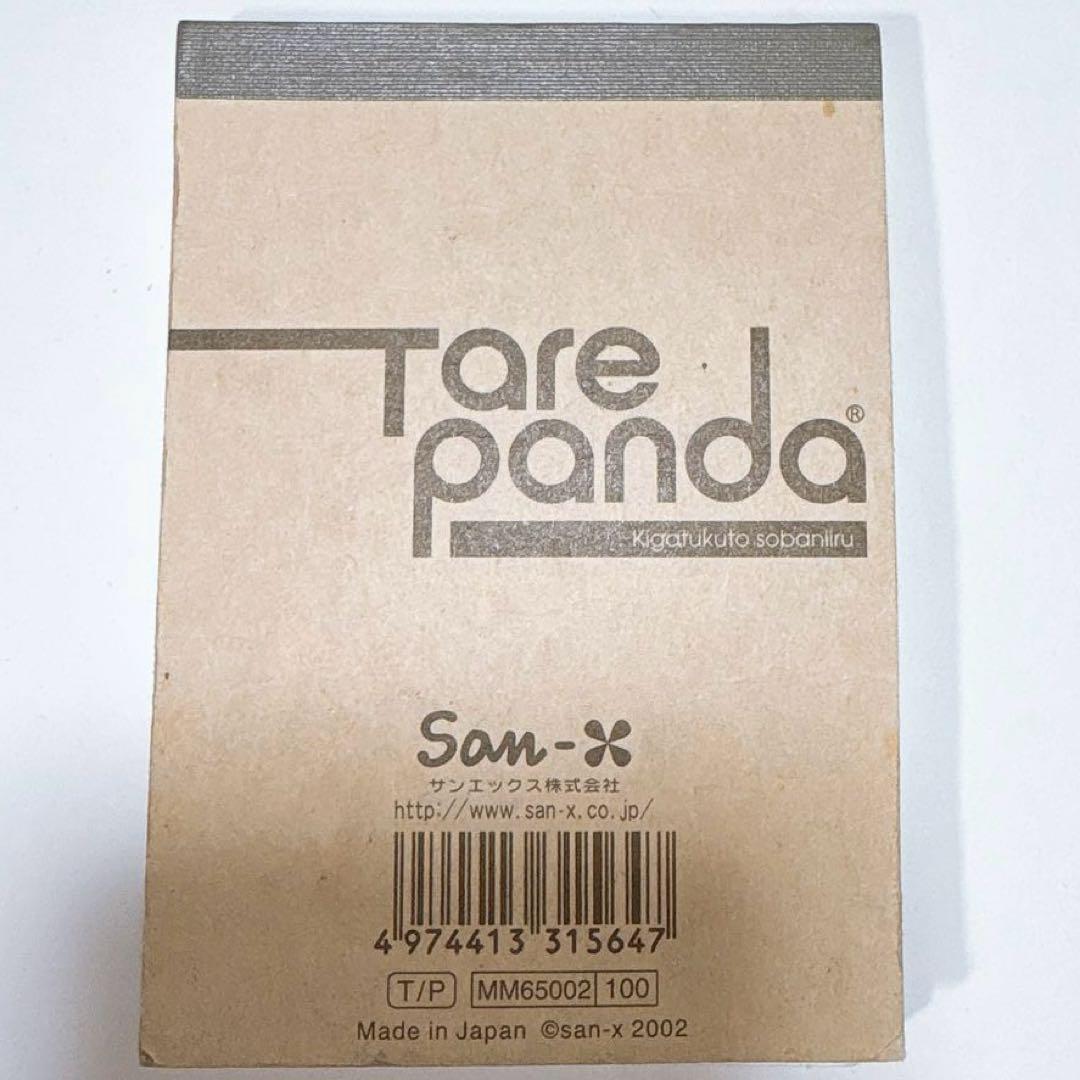 Tare
panda®
Kigatukuto sobaniiru
San-X
サンエックス株式会社
http://www.san-x.co.jp/
4 974413 315647
T/P MM65002 100
Made in Japan ©san-x 2002